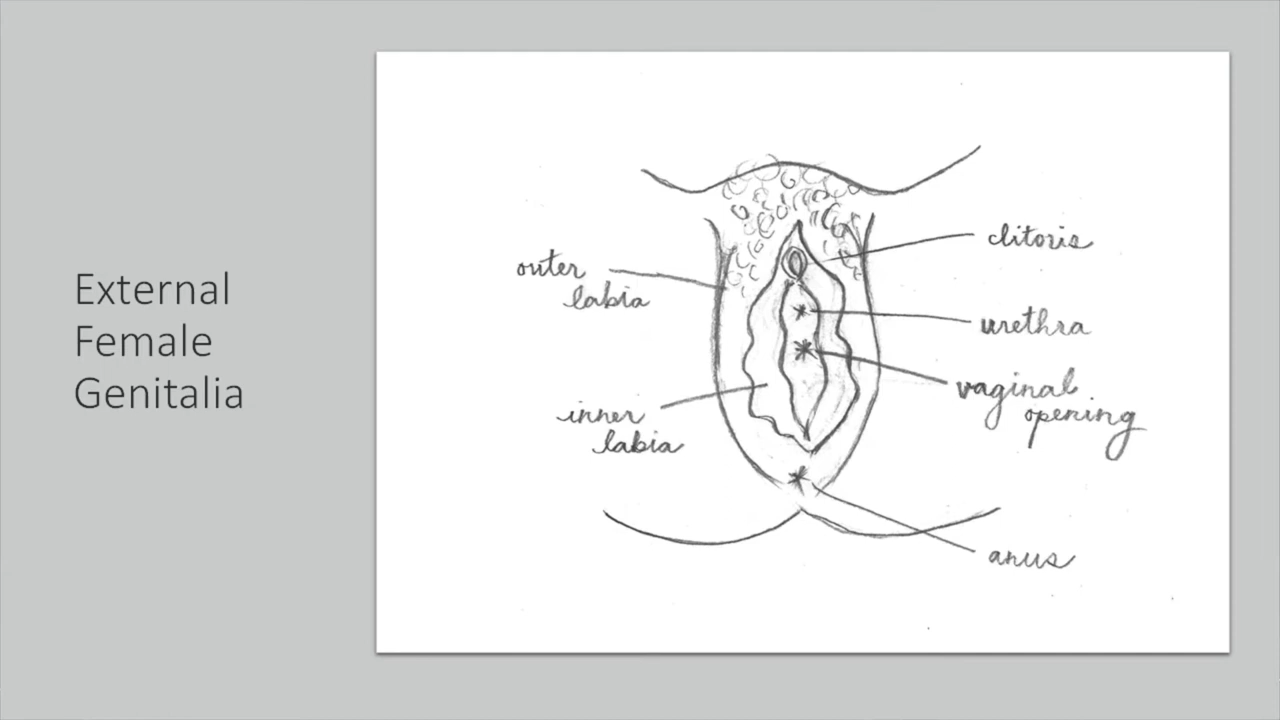 External
Female
Genitalia
outer
labia
inner
labia
clitoris
urethra
vaginal
opening
anus